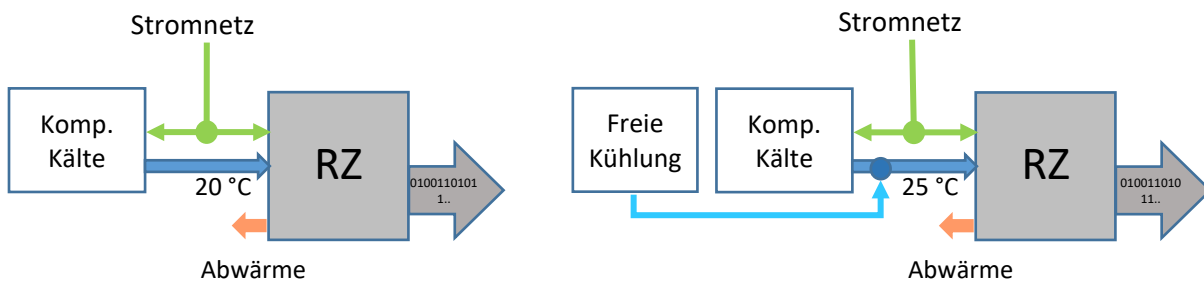 Stromnetz
Komp.
Kälte
RZ
20 °C
0100110101
1..
Abwärme
Stromnetz
Freie
Kühlung
Komp.
Kälte
RZ
25 °C
010011010
11..
Abwärme